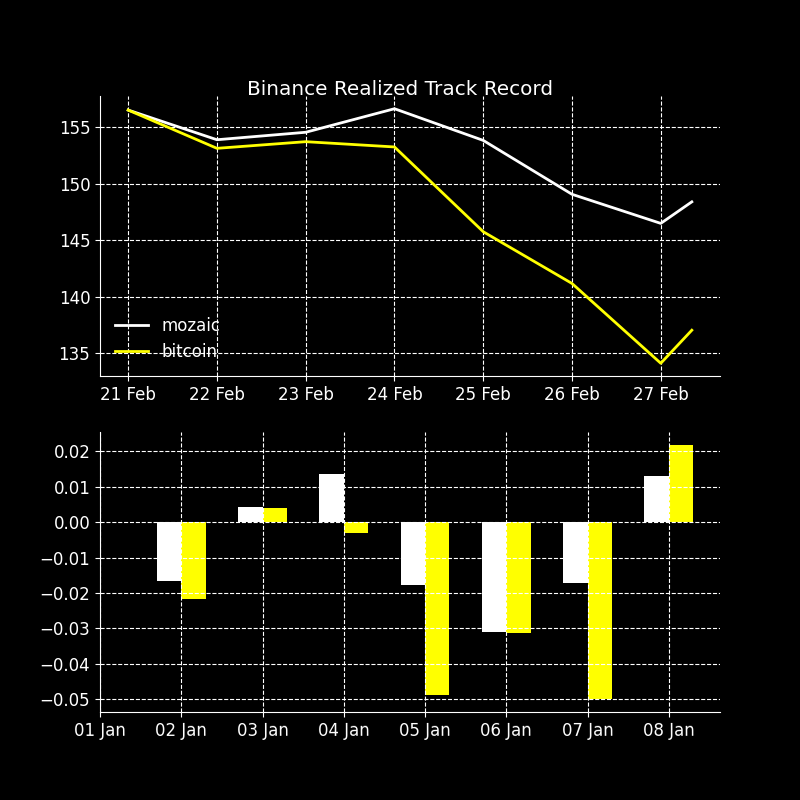 Binance Realized Track Record
155
150
145
140
135
mozaic
bitcoin
21 Feb 22 Feb 23 Feb 24 Feb 25 Feb 26 Feb 27 Feb
0.02
0.01
0.00
−0.01
−0.02
−0.03
−0.04
−0.05
01 Jan 02 Jan 03 Jan 04 Jan 05 Jan 06 Jan 07 Jan 08 Jan